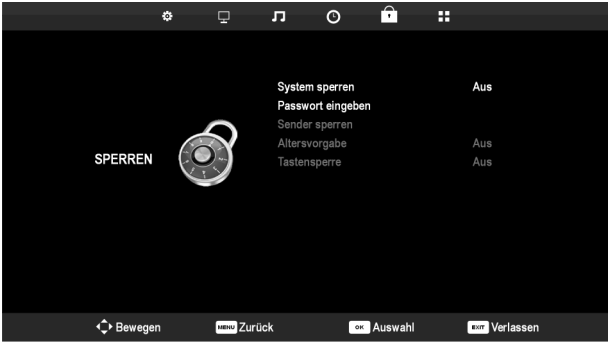 System sperren Aus
Passwort eingeben
Sender sperren
Altersvorgabe Aus
Tastensperre Aus
SPERREN
Bewegen MENU Zurück OK Auswahl EXIT Verlassen